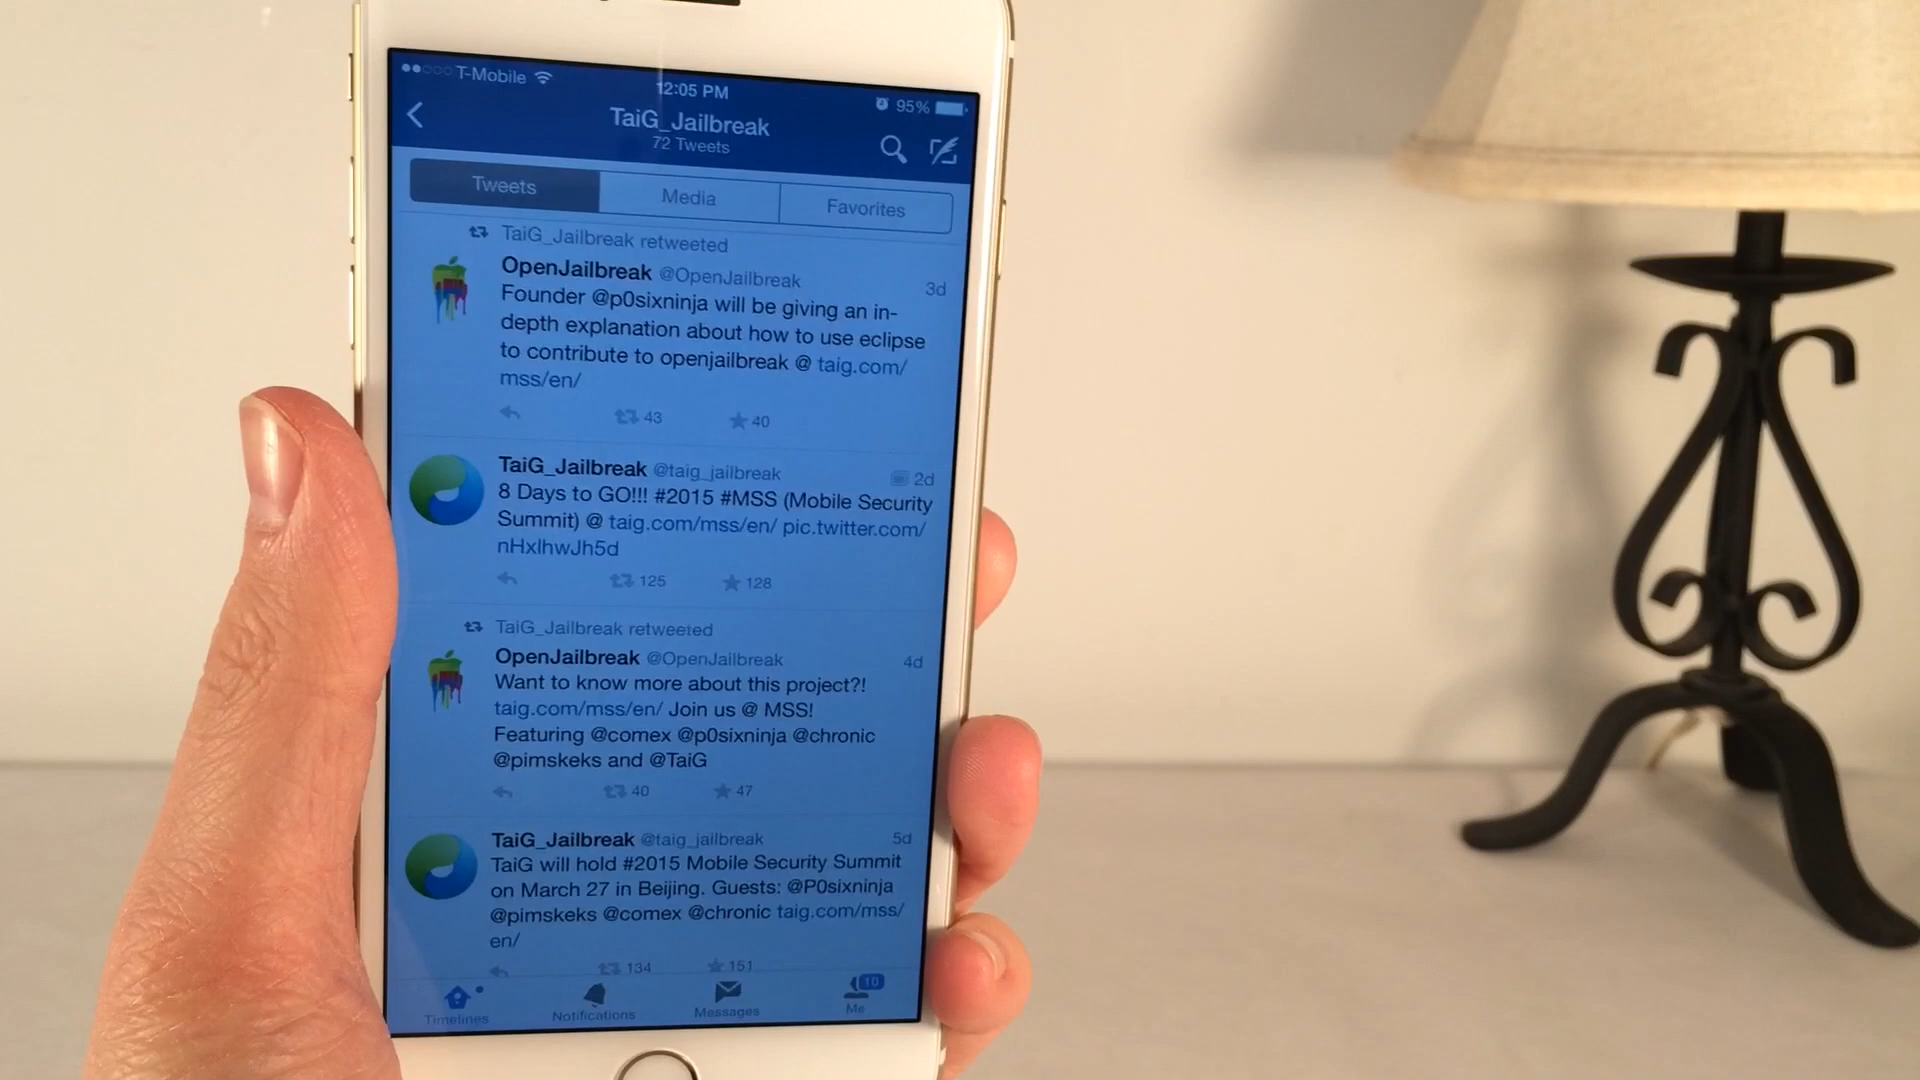 T-Mobile
12:05 PM
95%
TaiG_Jailbreak
72 Tweets
Tweets
Media
Favorites
TaiG_Jailbreak retweeted
OpenJailbreak @OpenJailbreak 3d
Founder @p0sixninja will be giving an in-
depth explanation about how to use eclipse
to contribute to openjailbreak @ taig.com/
mss/en/
43
40
TaiG_Jailbreak @taig_jailbreak 2d
8 Days to GO!!! #2015 #MSS (Mobile Security
Summit) @ taig.com/mss/en/ pic.twitter.com/
nHxlhwJh5d
125
128
TaiG_Jailbreak retweeted
OpenJailbreak @OpenJailbreak 4d
Want to know more about this project?!
taig.com/mss/en/ Join us @ MSS!
Featuring @comex @p0sixninja @chronic
@pimskeks and @TaiG
40
47
TaiG_Jailbreak @taig_jailbreak 5d
TaiG will hold #2015 Mobile Security Summit
on March 27 in Beijing. Guests: @P0sixninja
@pimskeks @comex @chronic taig.com/mss/
en/
134
151
Timelines
Notifications
Messages
10
Me